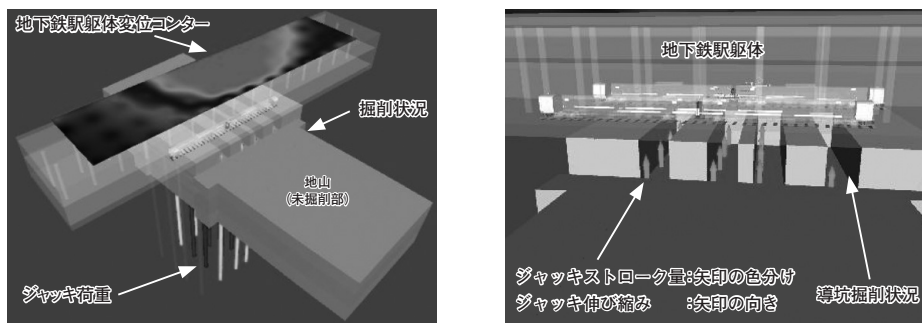 地下鉄駅躯体変位コンター
掘削状況
地山
(未掘削部)
ジャッキ荷重
地下鉄駅躯体
ジャッキストローク量:矢印の色分け
ジャッキ伸び縮み :矢印の向き
導坑掘削状況